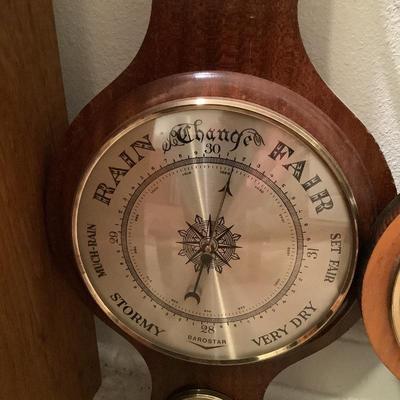 Change
RAIN
FAIR
30
29
31
MUCH-RAIN
SET FAIR
STORMY
VERY DRY
28
BAROSTAR